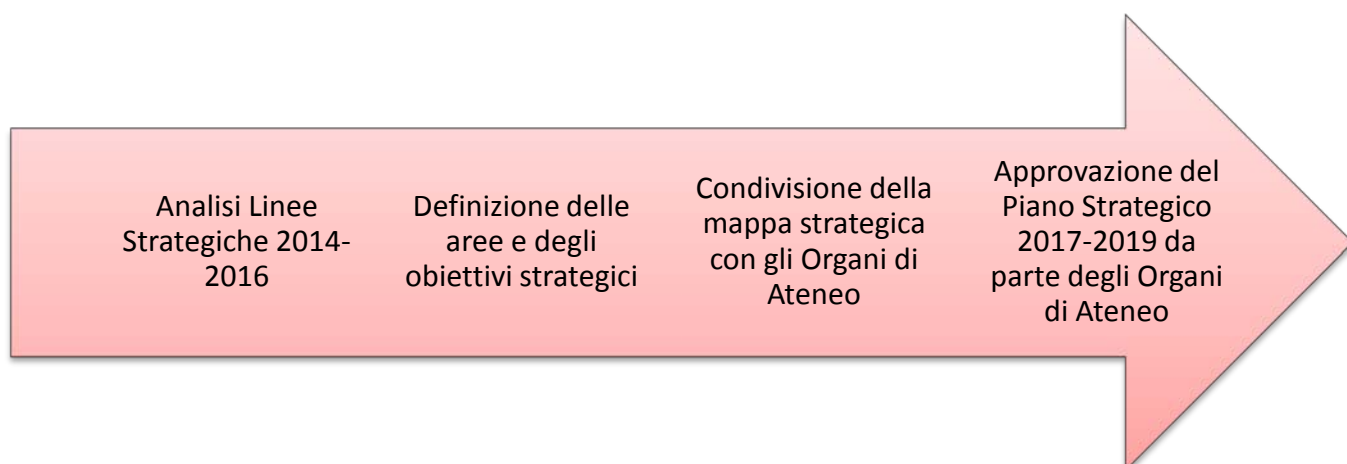 Analisi Linee
Strategiche 2014-
2016
Definizione delle
aree e degli
obiettivi strategici
Condivisione della
mappa strategica
con gli Organi di
Ateneo
Approvazione del
Piano Strategico
2017-2019 da
parte degli Organi
di Ateneo